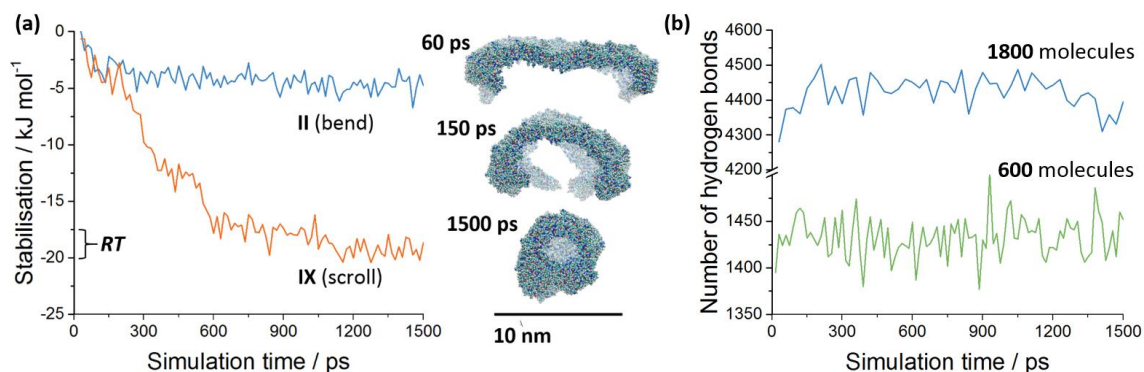 (a)
0
-5
-10
-15
-20
-25
Stabilisation / kJ mol⁻¹
RT
II (bend)
IX (scroll)
0 300 600 900 1200 1500
Simulation time / ps
60 ps
150 ps
1500 ps
10 nm
(b)
4600
4500
4400
4300
4200
1450
1400
1350
Number of hydrogen bonds
1800 molecules
600 molecules
0 300 600 900 1200 1500
Simulation time / ps